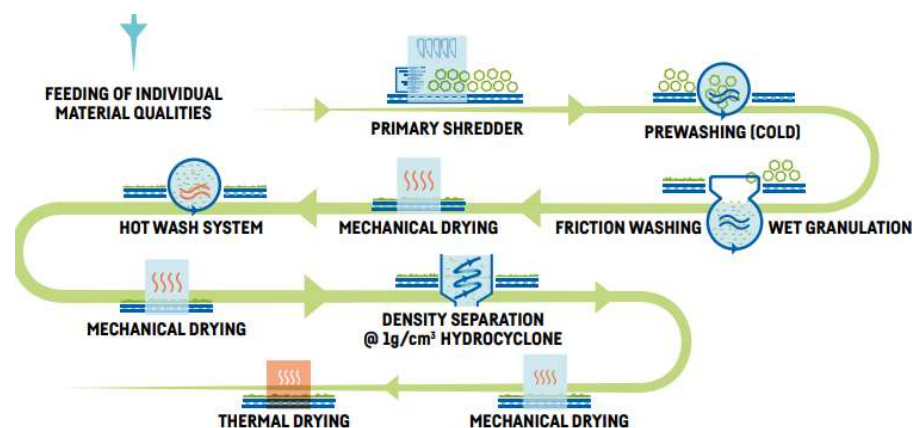 FEEDING OF INDIVIDUAL
MATERIAL QUALITIES
PRIMARY SHREDDER
PREWASHING (COLD)
HOT WASH SYSTEM
MECHANICAL DRYING
FRICTION WASHING
WET GRANULATION
MECHANICAL DRYING
DENSITY SEPARATION
@ 1g/cm³ HYDROCYCLONE
THERMAL DRYING
MECHANICAL DRYING